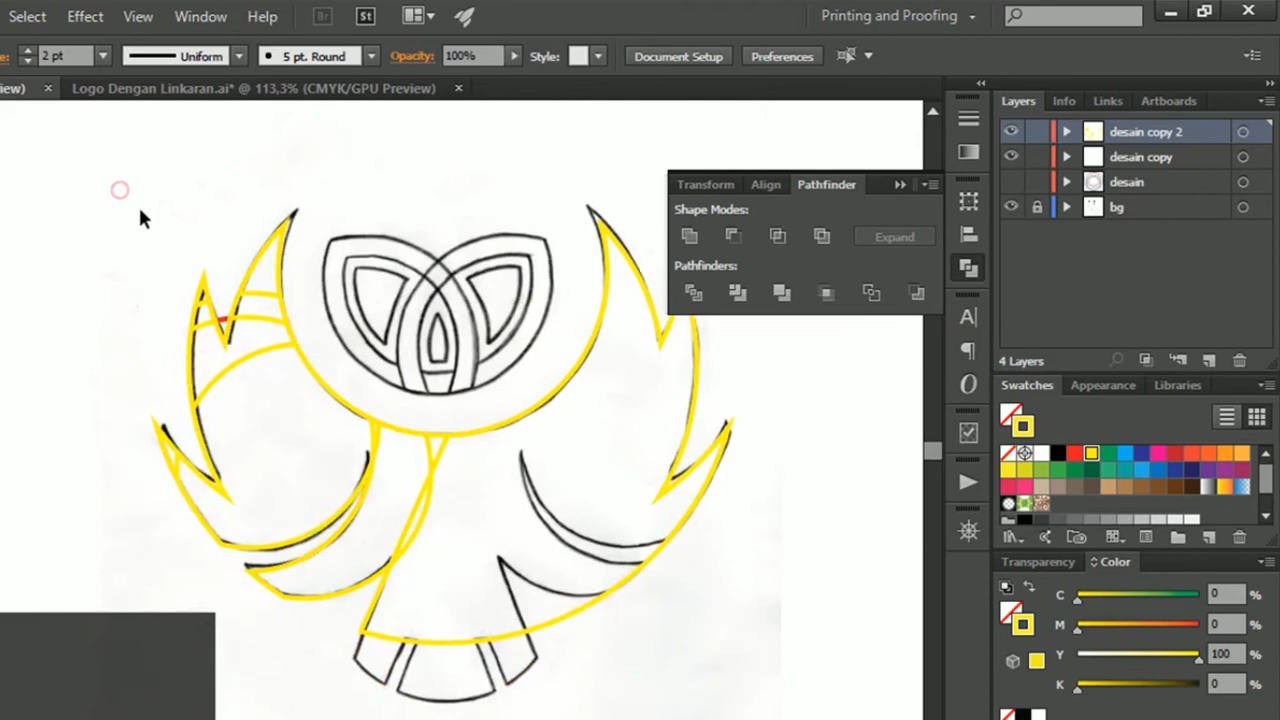 Select Effect View Window Help Br St Printing and Proofing
e: 2 pt Uniform 5 pt. Round Opacity: 100% Style: Document Setup Preferences
iew) × Logo Dengan Linkaran.ai* @ 113,3% (CMYK/GPU Preview) ×
Layers Info Links Artboards
desain copy 2
desain copy
desain
bg
4 Layers
Transform Align Pathfinder
Shape Modes:
Expand
Pathfinders:
Swatches Appearance Libraries
Transparency Color
C 0 %
M 0 %
Y 100 %
K 0 %